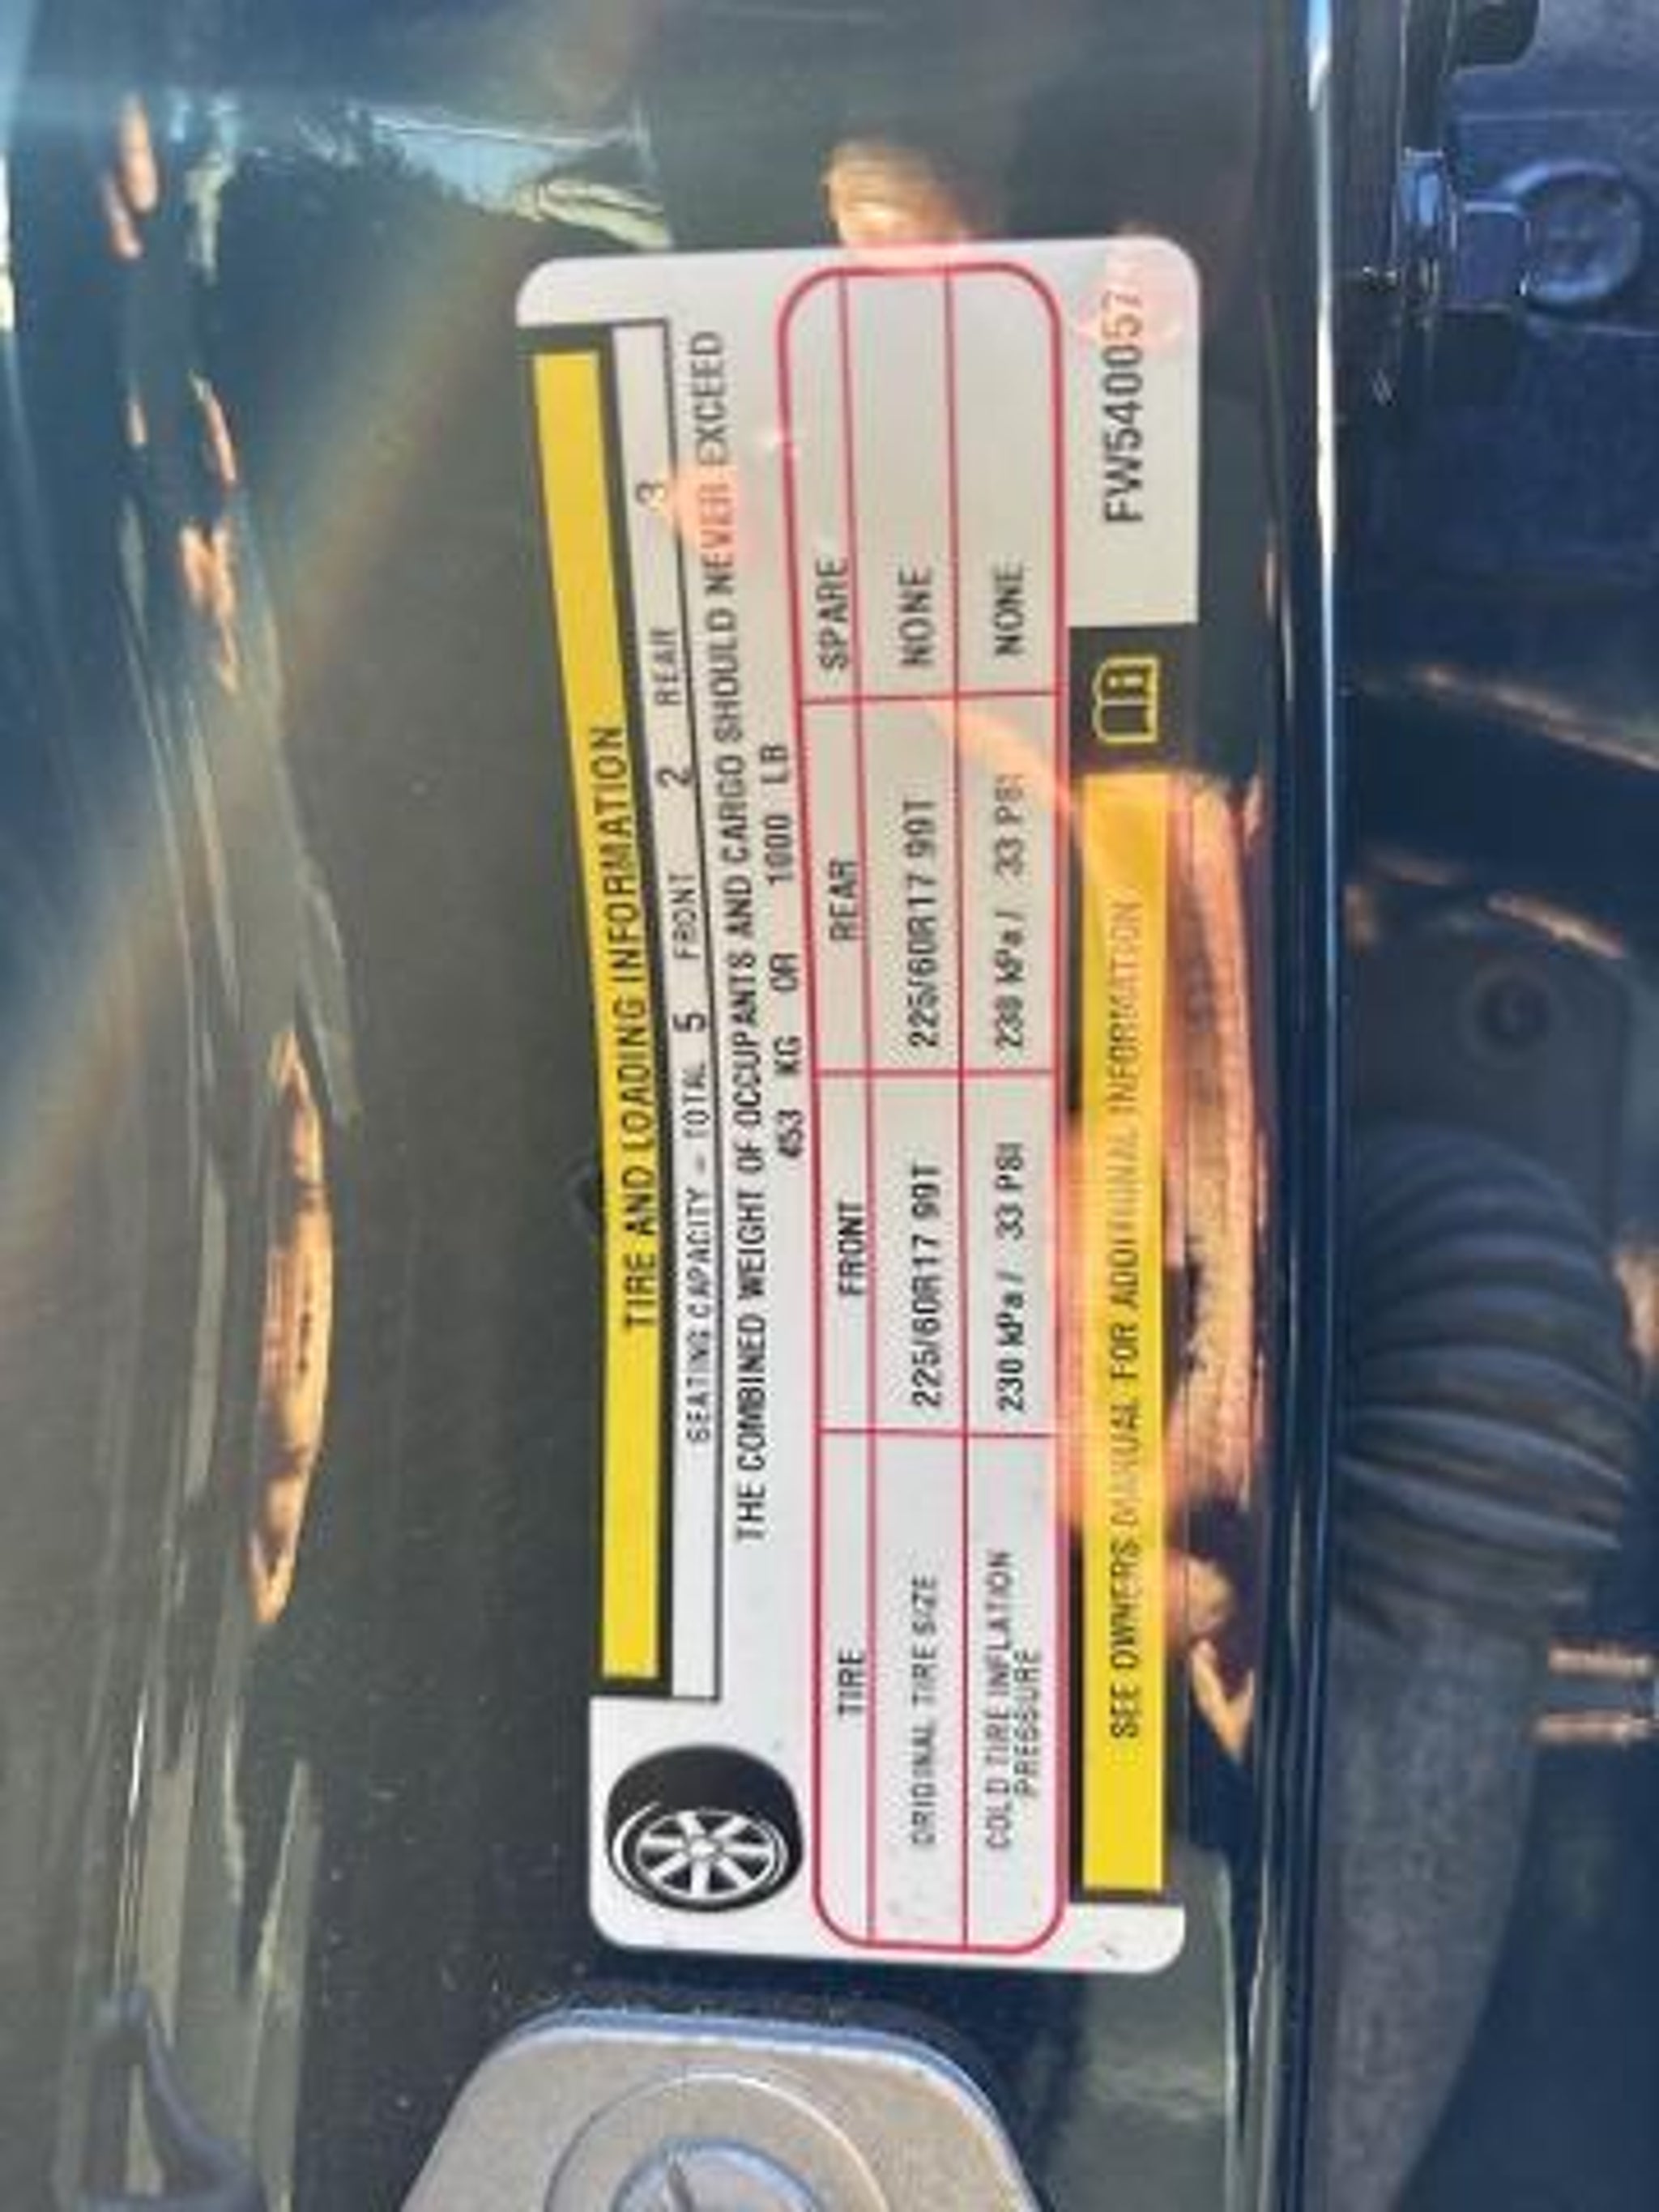 TIRE AND LOADING INFORMATION
SEATING CAPACITY - TOTAL 5 FRONT 2 REAR 3
THE COMBINED WEIGHT OF OCCUPANTS AND CARGO SHOULD NEVER EXCEED
453 KG OR 1000 LB
TIRE FRONT REAR SPARE
ORIGINAL TIRE SIZE 225/60R17 99T 225/60R17 99T NONE
COLD TIRE INFLATION PRESSURE 230 kPa / 33 PSI 230 kPa / 33 PSI NONE
SEE OWNERS MANUAL FOR ADDITIONAL INFORMATION